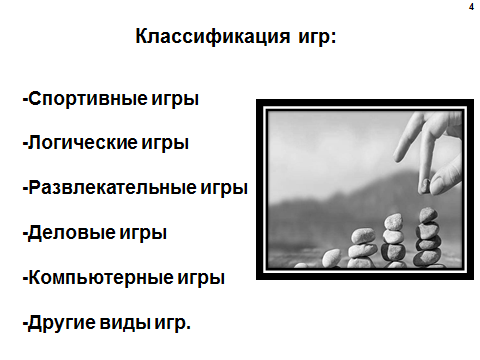 4
Классификация игр:
-Спортивные игры
-Логические игры
-Развлекательные игры
-Деловые игры
-Компьютерные игры
-Другие виды игр.